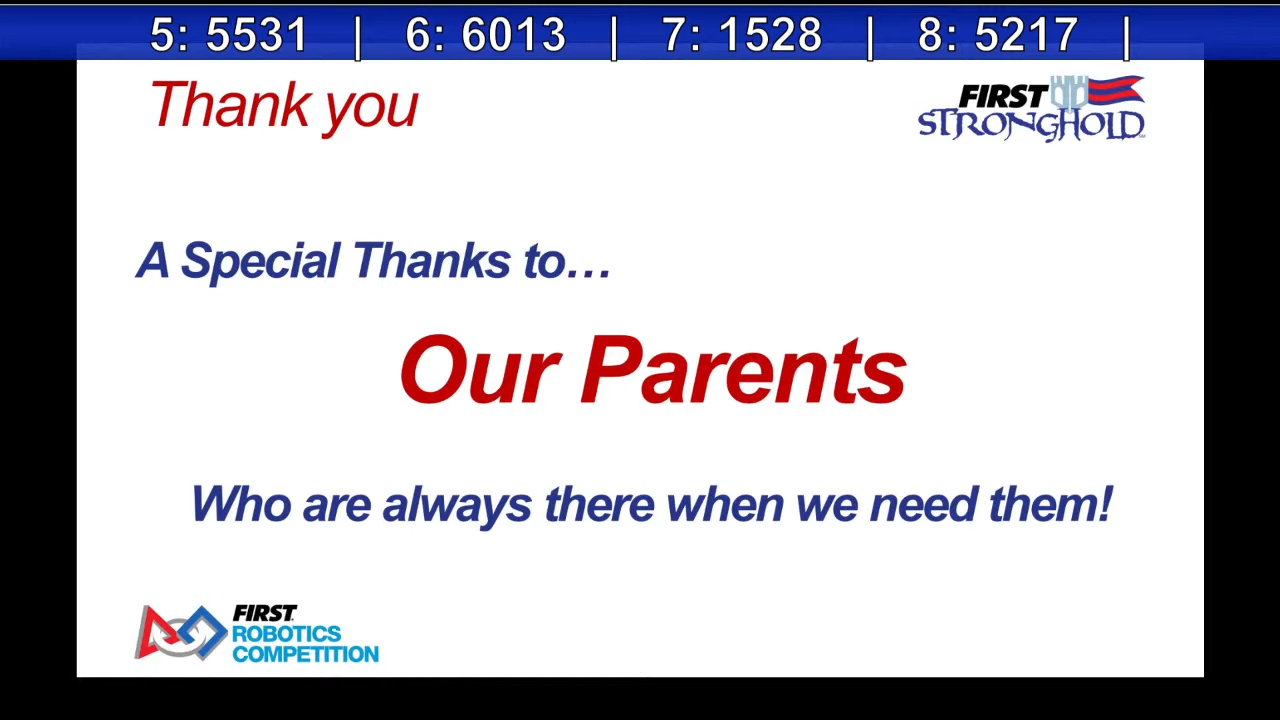 5: 5531 | 6: 6013 | 7: 1528 | 8: 5217 |
Thank you
FIRST
STRONGHOLD
A Special Thanks to…
Our Parents
Who are always there when we need them!
FIRST
ROBOTICS
COMPETITION